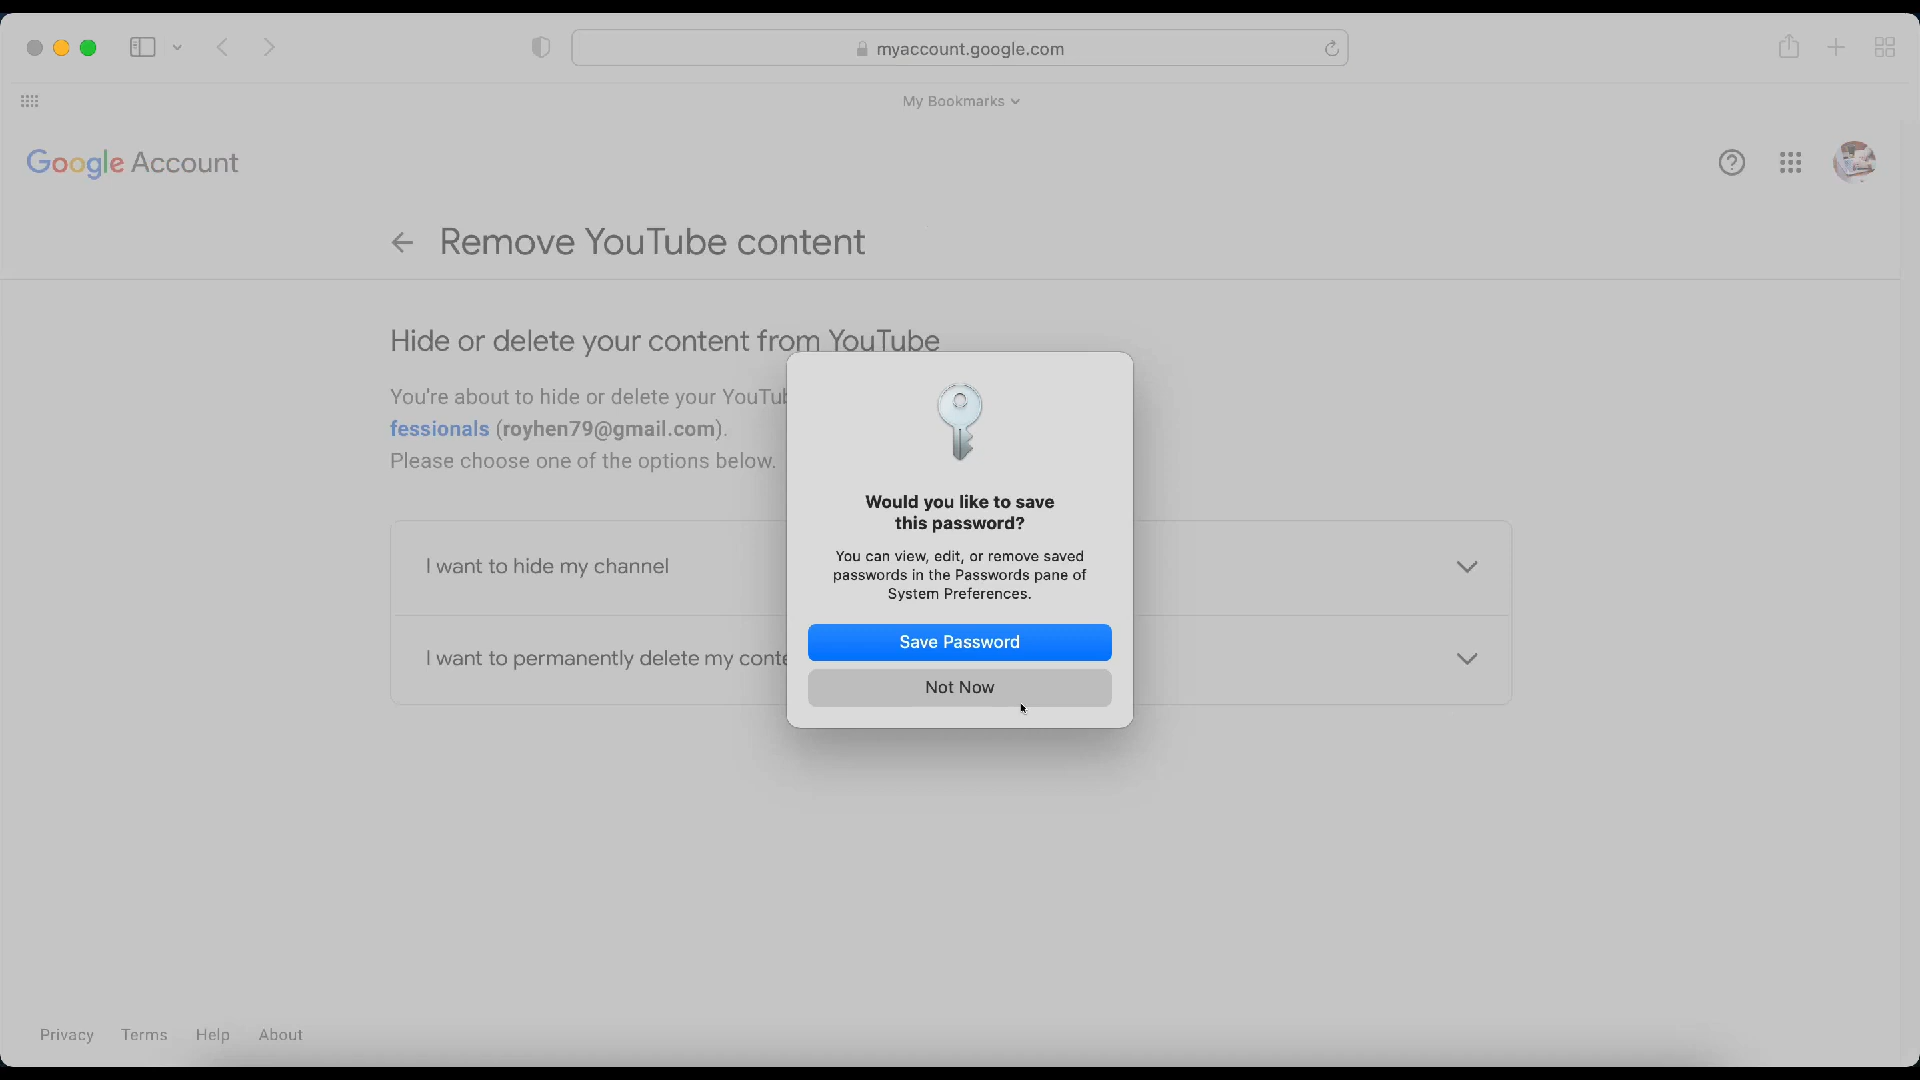 myaccount.google.com
My Bookmarks
Google Account
Remove YouTube content
Hide or delete your content from YouTube
You're about to hide or delete your
fessionals (royhen79@gmail.com).
Please choose one of the options below.
I want to hide my channel
I want to permanently delete my
Would you like to save
this password?
You can view, edit, or remove saved
passwords in the Passwords pane of
System Preferences.
Save Password
Not Now
Privacy Terms Help About